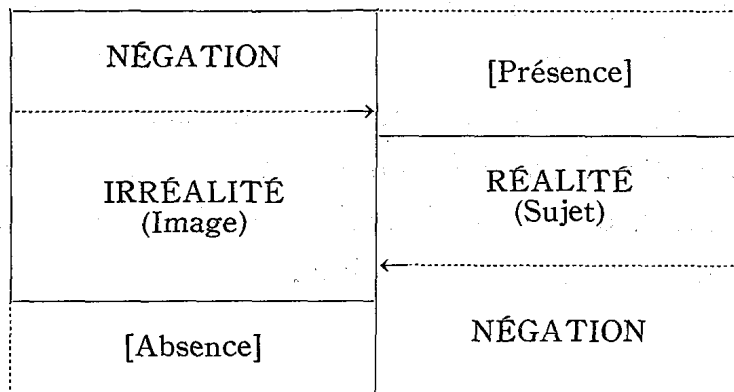 NÉGATION
[Présence]
IRRÉALITÉ
(Image)
RÉALITÉ
(Sujet)
[Absence]
NÉGATION